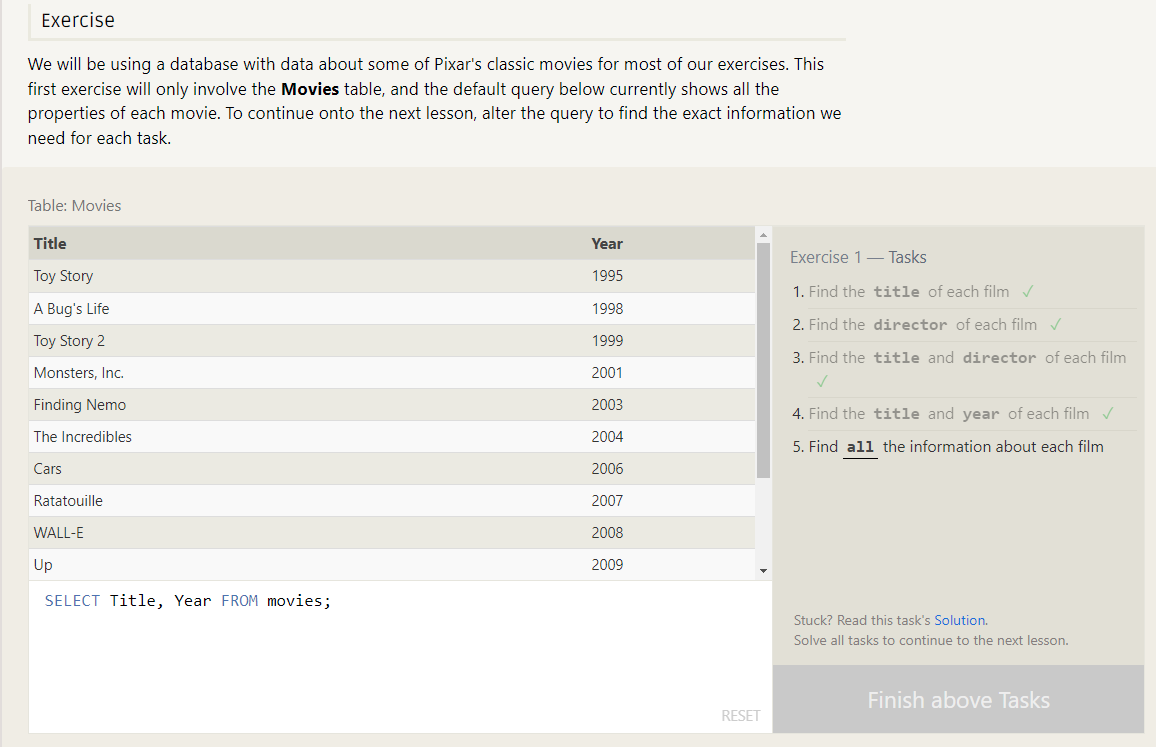 Exercise
We will be using a database with data about some of Pixar's classic movies for most of our exercises. This
first exercise will only involve the Movies table, and the default query below currently shows all the
properties of each movie. To continue onto the next lesson, alter the query to find the exact information we
need for each task.
Table: Movies
Title Year
Toy Story 1995
A Bug's Life 1998
Toy Story 2 1999
Monsters, Inc. 2001
Finding Nemo 2003
The Incredibles 2004
Cars 2006
Ratatouille 2007
WALL-E 2008
Up 2009
SELECT Title, Year FROM movies;
RESET
Exercise 1 — Tasks
1. Find the title of each film ✓
2. Find the director of each film ✓
3. Find the title and director of each film
✓
4. Find the title and year of each film ✓
5. Find all the information about each film
Stuck? Read this task's Solution.
Solve all tasks to continue to the next lesson.
Finish above Tasks